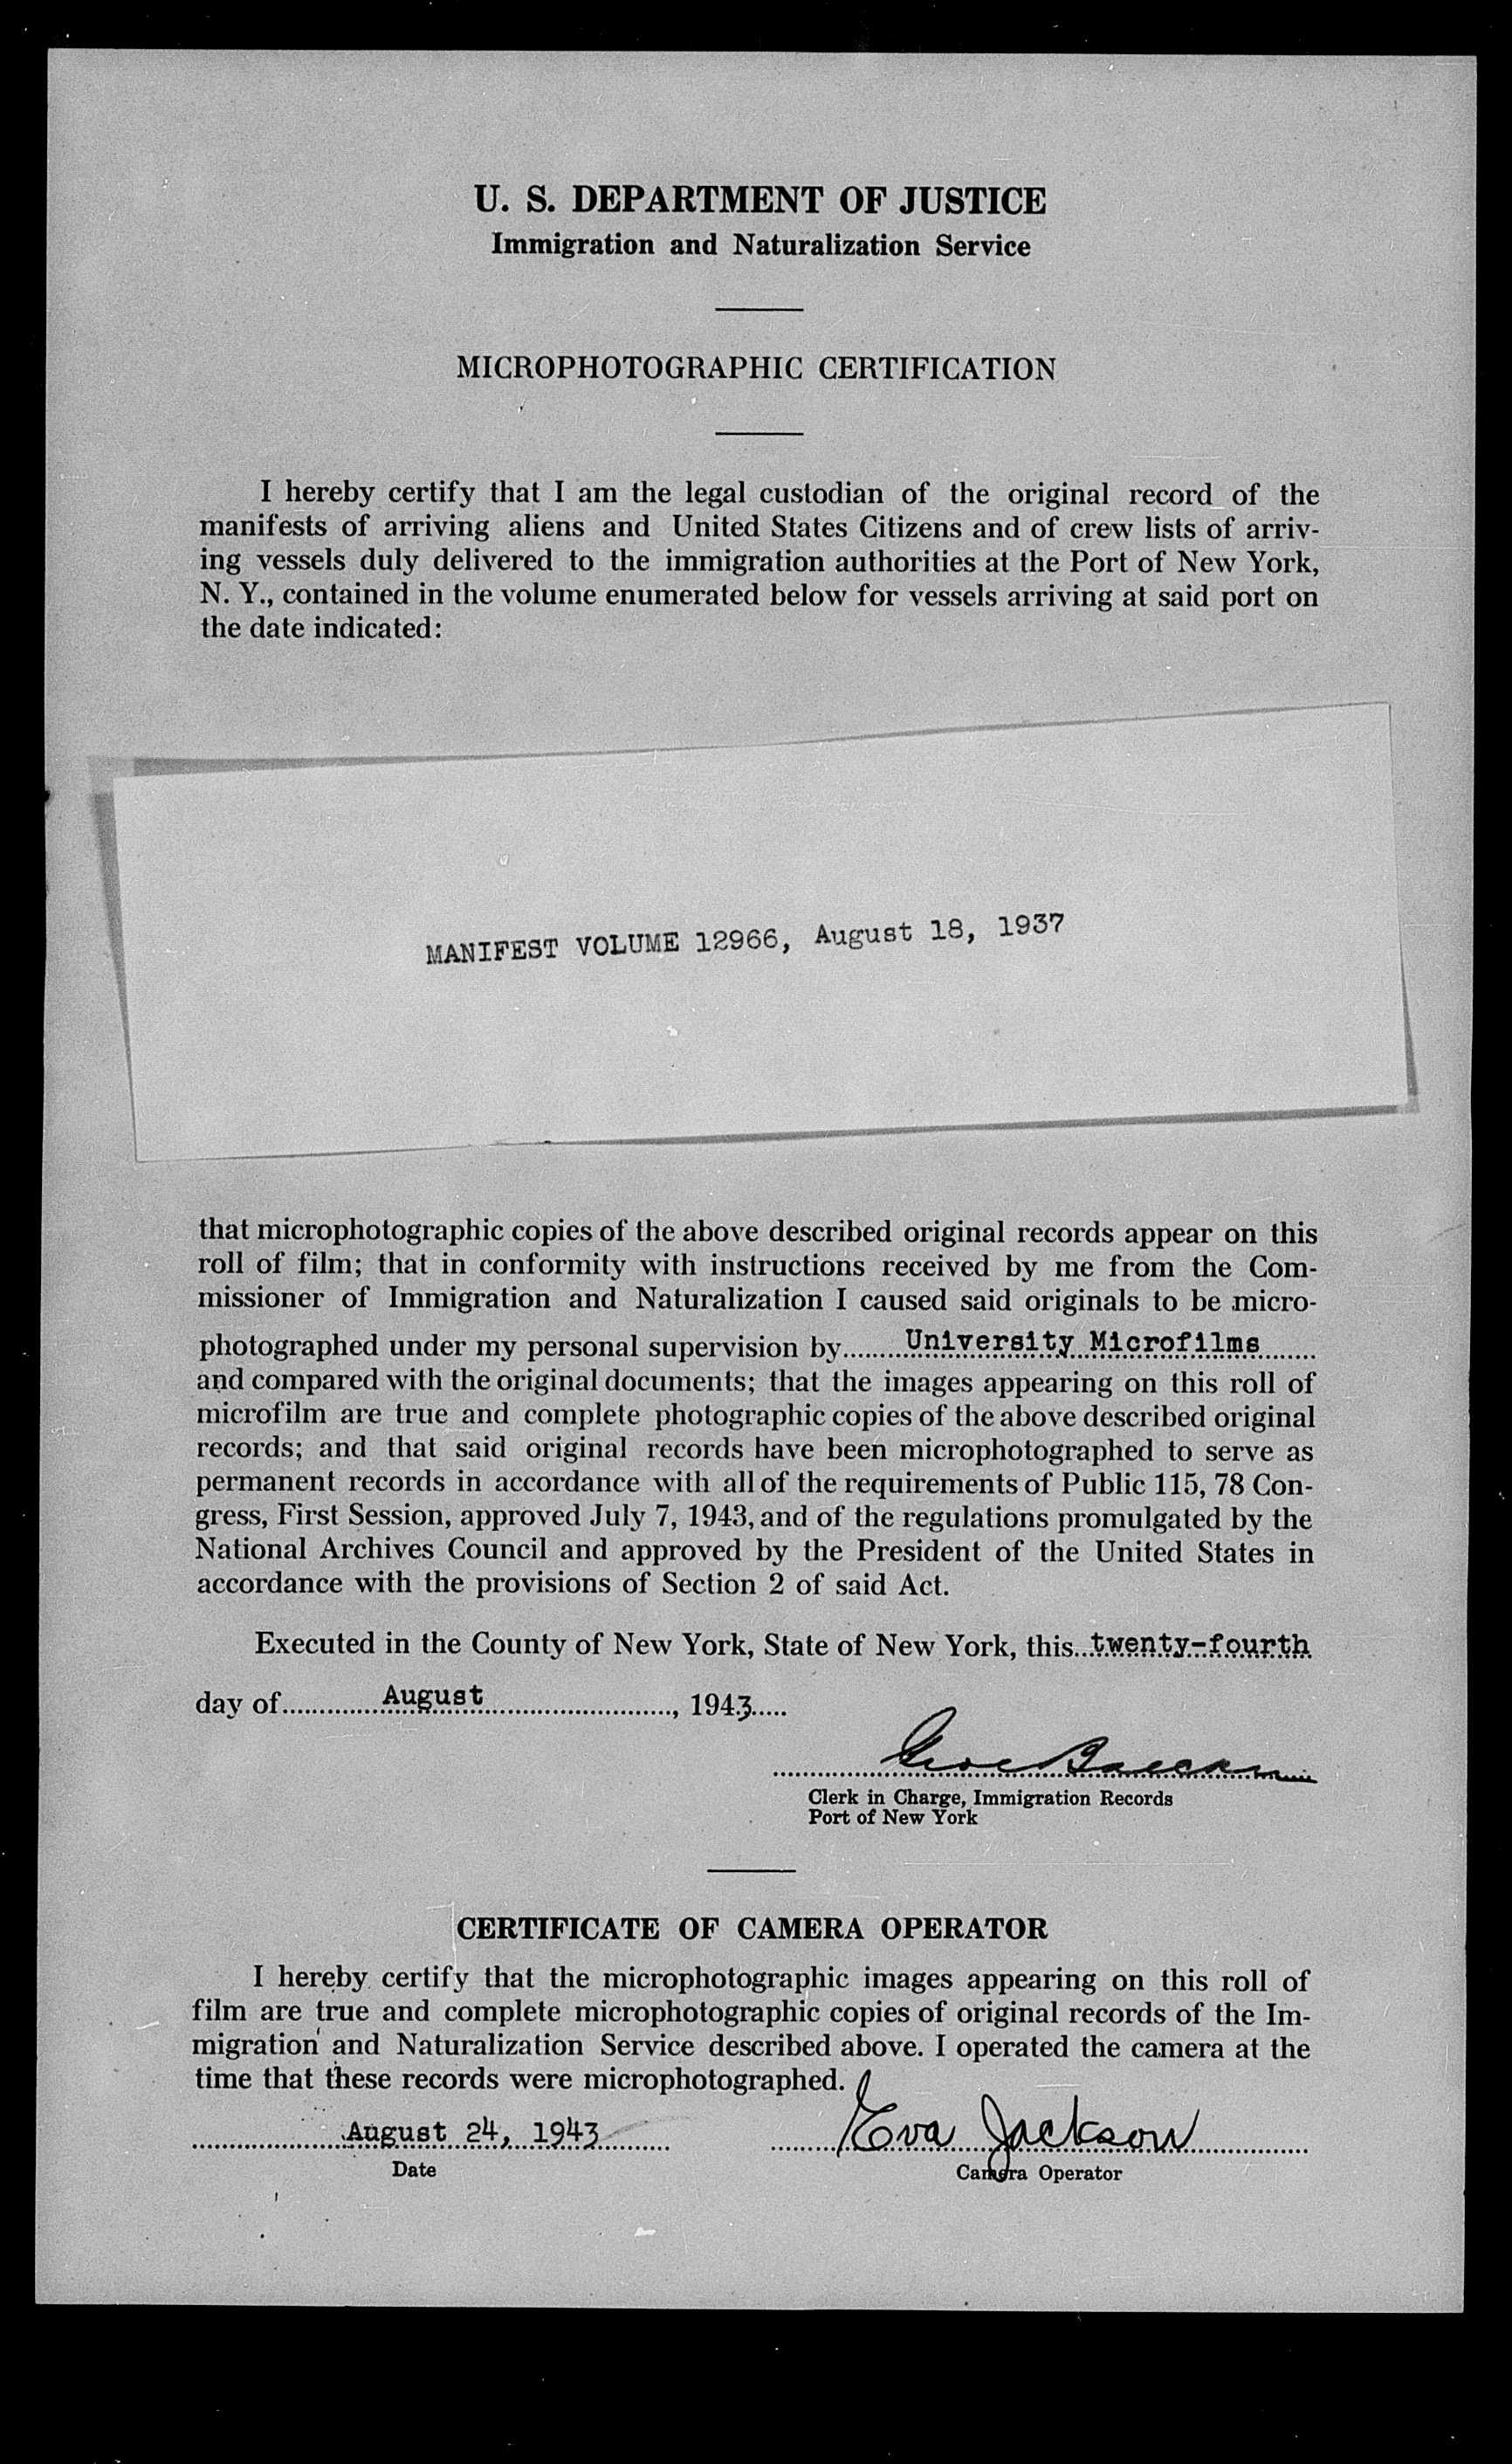 U. S. DEPARTMENT OF JUSTICE
Immigration and Naturalization Service
MICROPHOTOGRAPHIC CERTIFICATION
I hereby certify that I am the legal custodian of the original record of the
manifests of arriving aliens and United States Citizens and of crew lists of arriv-
ing vessels duly delivered to the immigration authorities at the Port of New York,
N. Y., contained in the volume enumerated below for vessels arriving at said port on
the date indicated:
MANIFEST VOLUME 12966, August 18, 1937
that microphotographic copies of the above described original records appear on this
roll of film; that in conformity with instructions received by me from the Com-
missioner of Immigration and Naturalization I caused said originals to be micro-
photographed under my personal supervision by University Microfilms
and compared with the original documents; that the images appearing on this roll of
microfilm are true and complete photographic copies of the above described original
records; and that said original records have been microphotographed to serve as
permanent records in accordance with all of the requirements of Public 115, 78 Con-
gress, First Session, approved July 7, 1943, and of the regulations promulgated by the
National Archives Council and approved by the President of the United States in
accordance with the provisions of Section 2 of said Act.
Executed in the County of New York, State of New York, this twenty-fourth
day of August, 1943
Clerk in Charge, Immigration Records
Port of New York
CERTIFICATE OF CAMERA OPERATOR
I hereby certify that the microphotographic images appearing on this roll of
film are true and complete microphotographic copies of original records of the Im-
migration and Naturalization Service described above. I operated the camera at the
time that these records were microphotographed.
August 24, 1943 Eva Jackson
Date Camera Operator